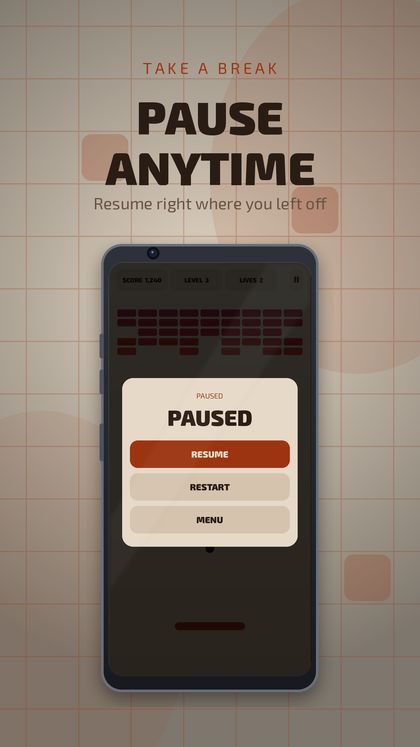 TAKE A BREAK
PAUSE
ANYTIME
Resume right where you left off
SCORE 1,240 LEVEL 3 LIVES 2
PAUSED
PAUSED
RESUME
RESTART
MENU